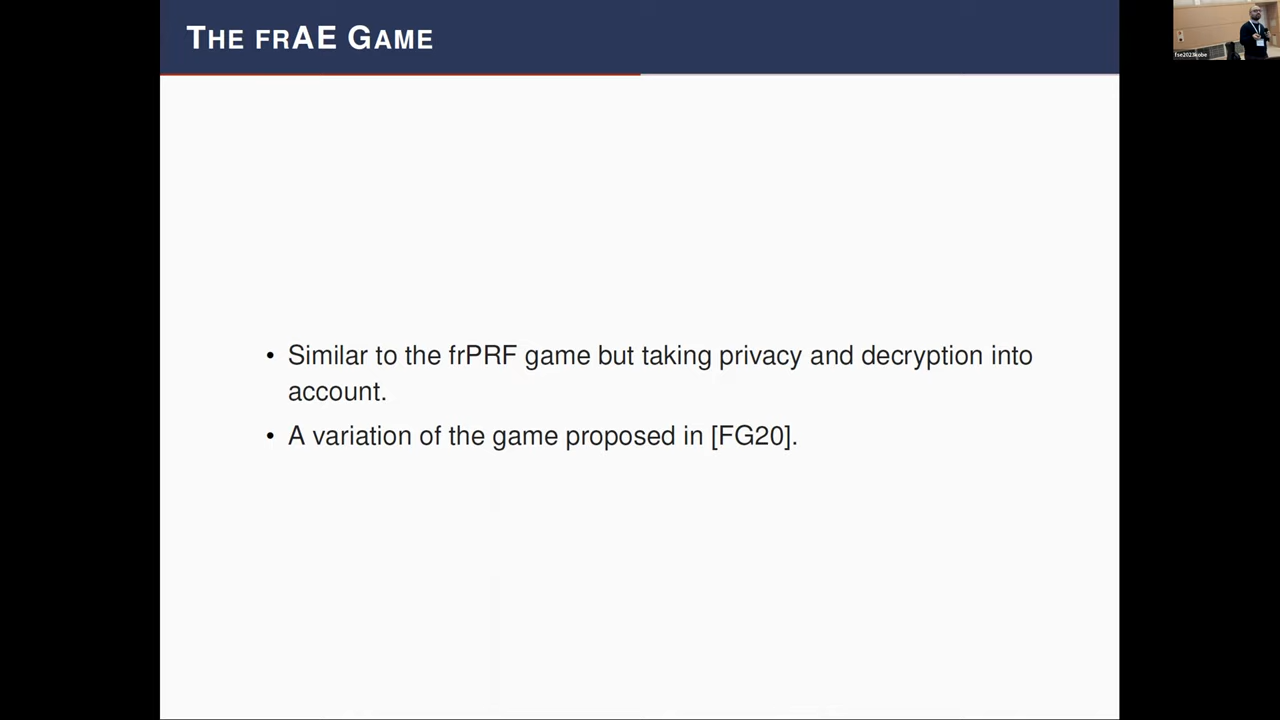 THE FRAE GAME
• Similar to the frPRF game but taking privacy and decryption into
account.
• A variation of the game proposed in [FG20].
fse2023kobe